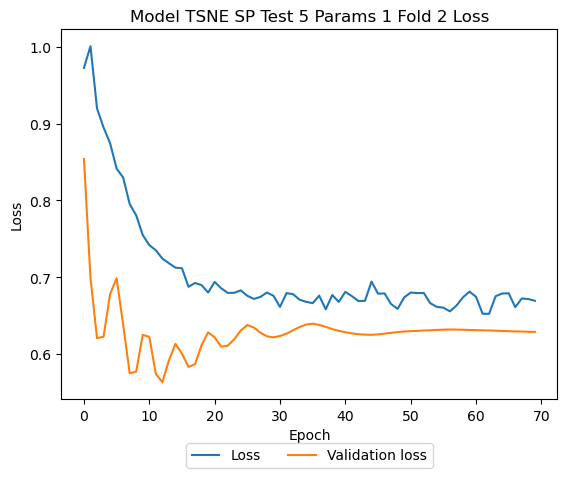 Model TSNE SP Test 5 Params 1 Fold 2 Loss
1.0
0.9
0.8
0.7
0.6
Loss
0 10 20 30 40 50 60 70
Epoch
Loss Validation loss